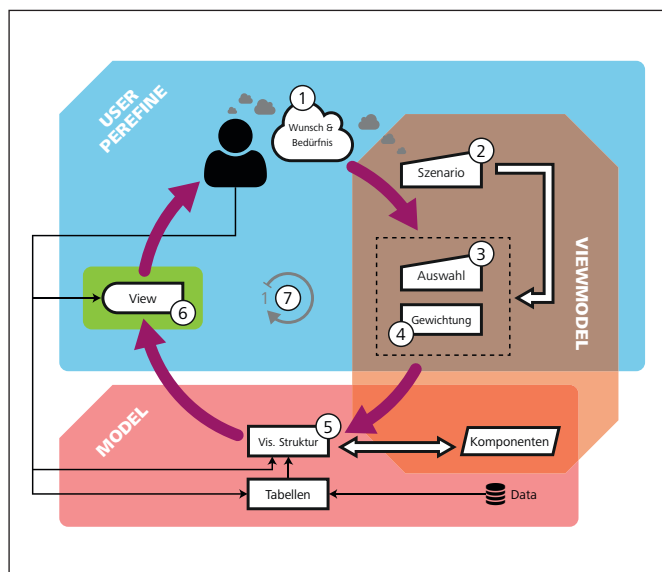 USER
PEREFINE
1
Wunsch &
Bedürfnis
2
Szenario
3
Auswahl
4
Gewichtung
VIEWMODEL
View
6
1
7
MODEL
5
Vis. Struktur
Komponenten
Tabellen
Data